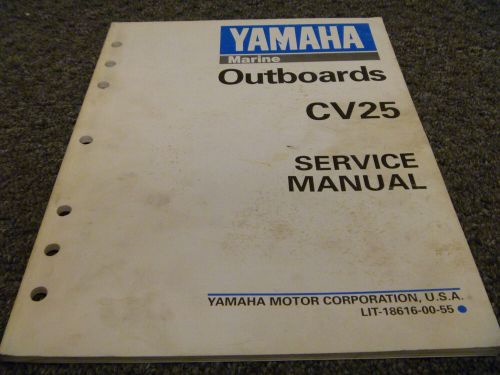 YAMAHA
Marine
Outboards
CV25
SERVICE
MANUAL
YAMAHA MOTOR CORPORATION, U.S.A.
LIT-18616-00-55